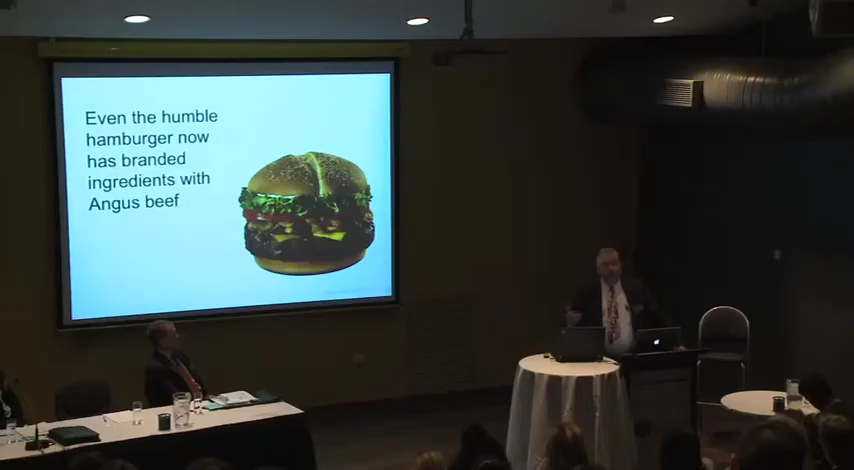 Even the humble
hamburger now
has branded
ingredients with
Angus beef